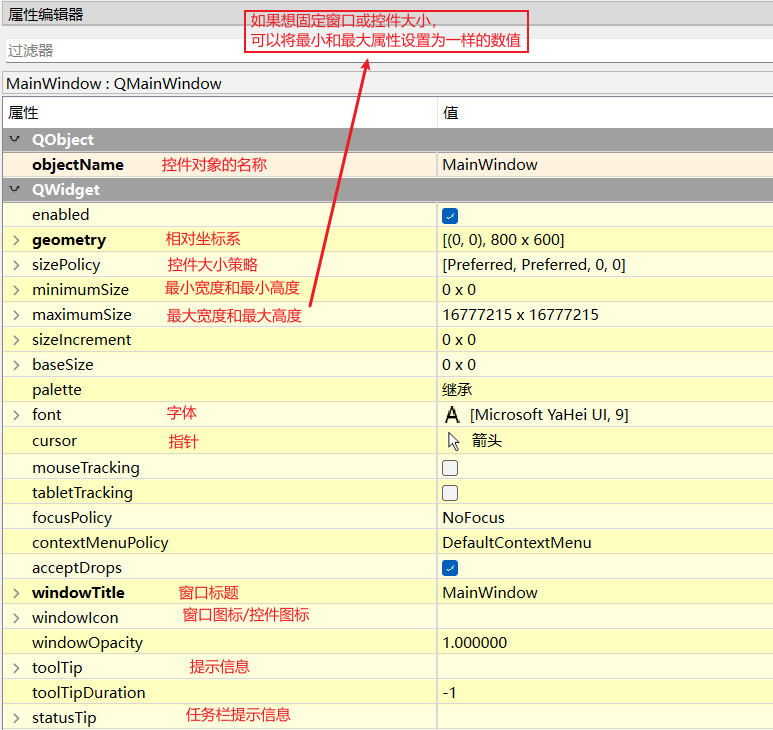 属性编辑器
如果想固定窗口或控件大小，
可以将最小和最大属性设置为一样的数值
过滤器
MainWindow : QMainWindow
属性 值
QObject
objectName 控件对象的名称 MainWindow
QWidget
enabled
geometry 相对坐标系 [(0, 0), 800 x 600]
sizePolicy 控件大小策略 [Preferred, Preferred, 0, 0]
minimumSize 最小宽度和最小高度 0 x 0
maximumSize 最大宽度和最大高度 16777215 x 16777215
sizeIncrement 0 x 0
baseSize 0 x 0
palette 继承
font 字体 A [Microsoft YaHei UI, 9]
cursor 指针 箭头
mouseTracking
tabletTracking
focusPolicy NoFocus
contextMenuPolicy DefaultContextMenu
acceptDrops
windowTitle 窗口标题 MainWindow
windowIcon 窗口图标/控件图标
windowOpacity 1.000000
toolTip 提示信息
toolTipDuration -1
statusTip 任务栏提示信息